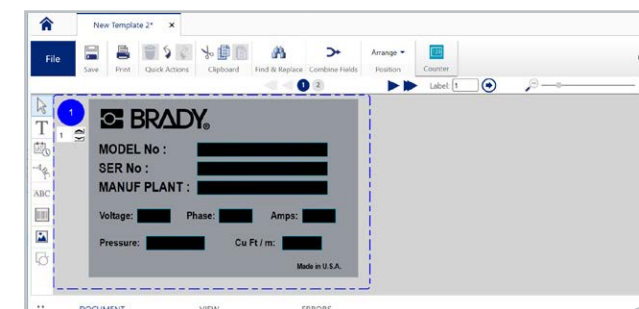 New Template 2* ×
File
Save Print Quick Actions Clipboard Find & Replace Combine Fields Arrange Position Counter
1 2 Label: 1
1
1
T
ABC
BRADY®
MODEL No :
SER No :
MANUF PLANT :
Voltage: Phase: Amps:
Pressure: Cu Ft / m:
Made in U.S.A.
DOCUMENT VIEW ERRORS